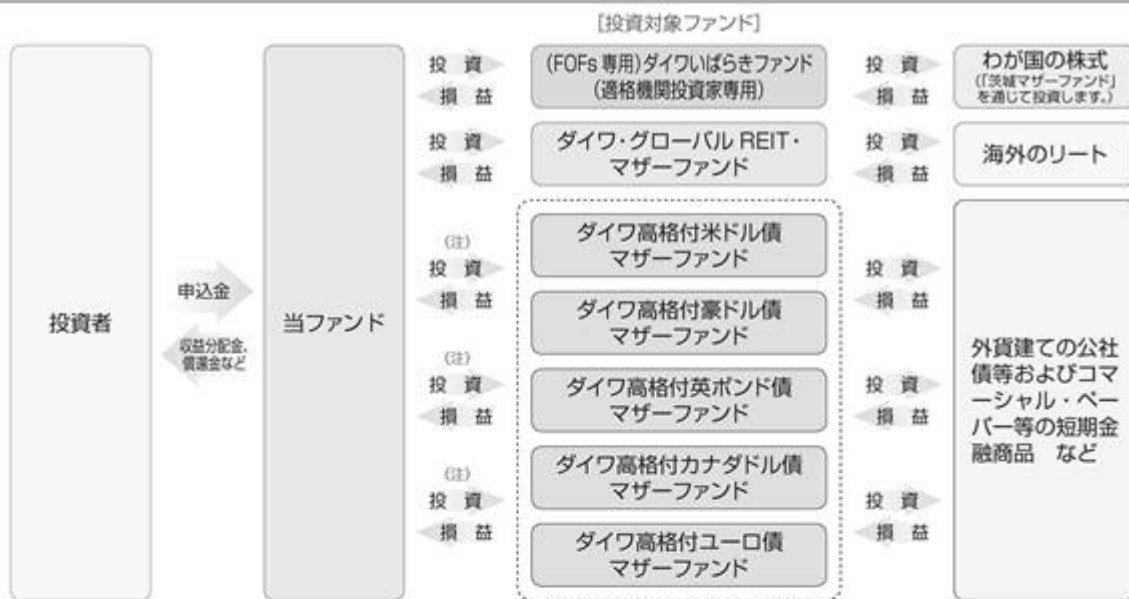 [投資対象ファンド]
投資者
申込金
収益分配金、
償還金など
当ファンド
投 資
損 益
(FOFs 専用)ダイワいばらきファンド
(適格機関投資家専用)
投 資
損 益
わが国の株式
(「茨城マザーファンド」
を通じて投資します。)
投 資
損 益
ダイワ・グローバル REIT・
マザーファンド
投 資
損 益
海外のリート
(注)
投 資
損 益
ダイワ高格付米ドル債
マザーファンド
ダイワ高格付豪ドル債
マザーファンド
投 資
損 益
(注)
投 資
損 益
ダイワ高格付英ポンド債
マザーファンド
投 資
損 益
(注)
投 資
損 益
ダイワ高格付カナダドル債
マザーファンド
ダイワ高格付ユーロ債
マザーファンド
投 資
損 益
外貨建ての公社
債等およびコマ
ーシャル・ペー
パー等の短期金
融商品 など